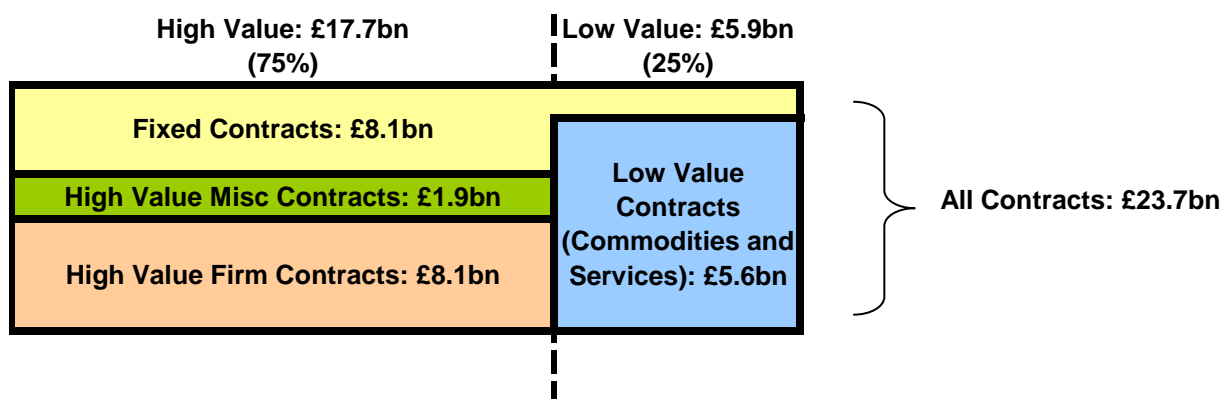 High Value: £17.7bn
(75%)
Low Value: £5.9bn
(25%)
Fixed Contracts: £8.1bn
High Value Misc Contracts: £1.9bn
High Value Firm Contracts: £8.1bn
Low Value
Contracts
(Commodities and
Services): £5.6bn
All Contracts: £23.7bn